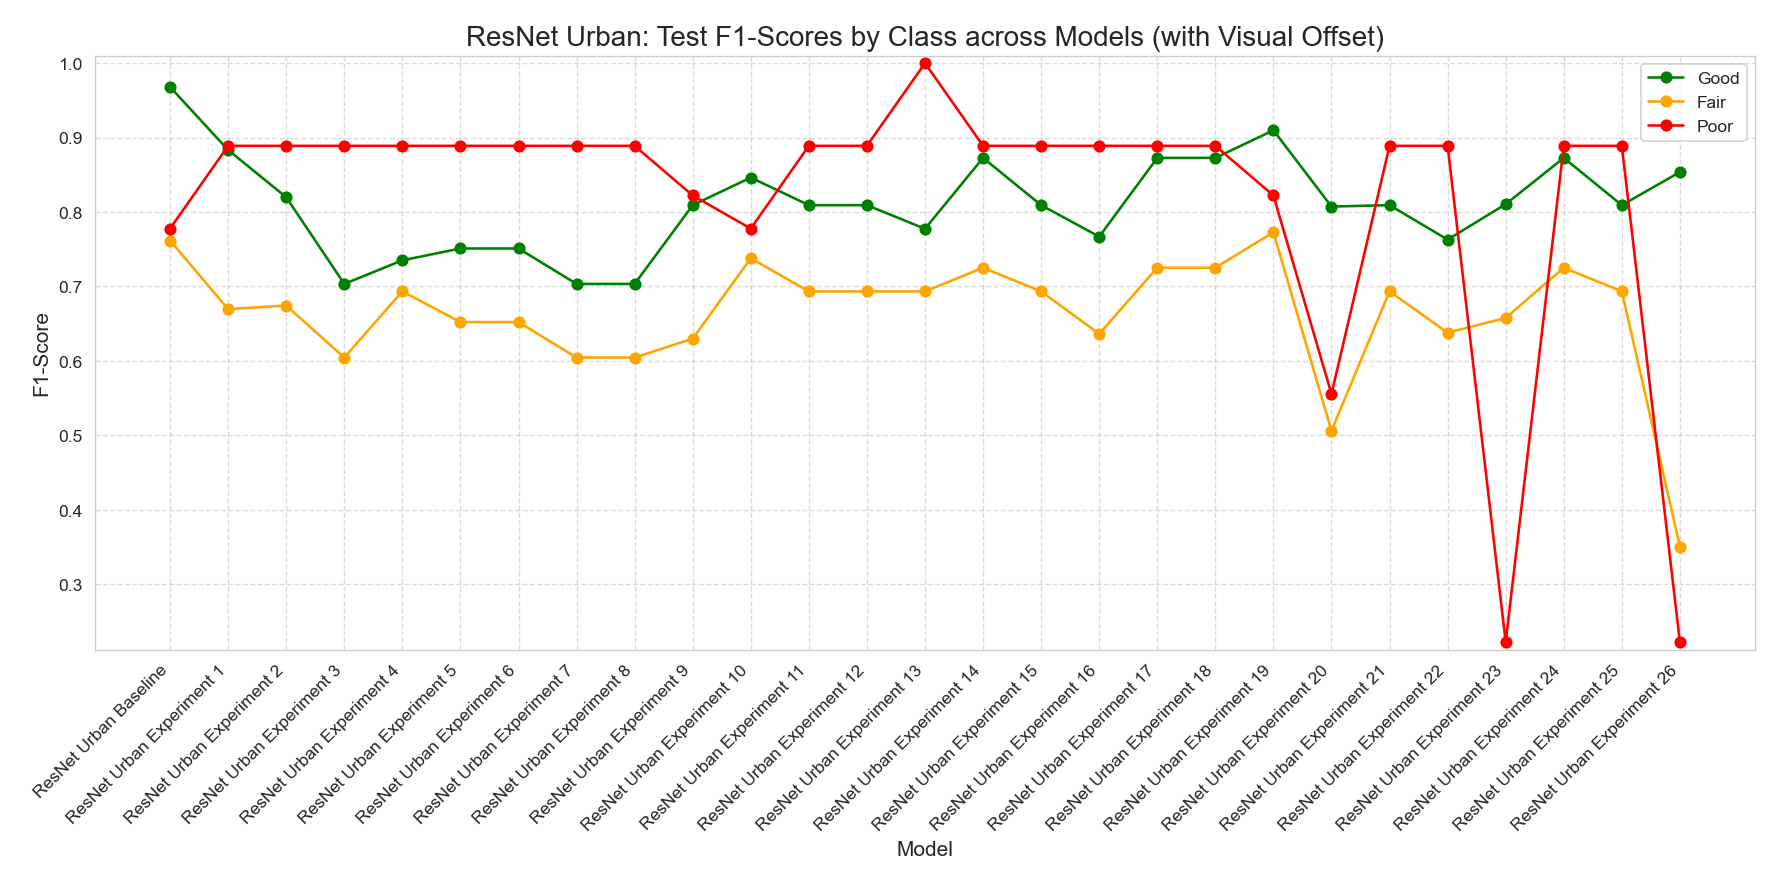 ResNet Urban: Test F1-Scores by Class across Models (with Visual Offset)
Good
Fair
Poor
F1-Score
1.0
0.9
0.8
0.7
0.6
0.5
0.4
0.3
ResNet Urban Baseline
ResNet Urban Experiment 1
ResNet Urban Experiment 2
ResNet Urban Experiment 3
ResNet Urban Experiment 4
ResNet Urban Experiment 5
ResNet Urban Experiment 6
ResNet Urban Experiment 7
ResNet Urban Experiment 8
ResNet Urban Experiment 9
ResNet Urban Experiment 10
ResNet Urban Experiment 11
ResNet Urban Experiment 12
ResNet Urban Experiment 13
ResNet Urban Experiment 14
ResNet Urban Experiment 15
ResNet Urban Experiment 16
ResNet Urban Experiment 17
ResNet Urban Experiment 18
ResNet Urban Experiment 19
ResNet Urban Experiment 20
ResNet Urban Experiment 21
ResNet Urban Experiment 22
ResNet Urban Experiment 23
ResNet Urban Experiment 24
ResNet Urban Experiment 25
ResNet Urban Experiment 26
Model